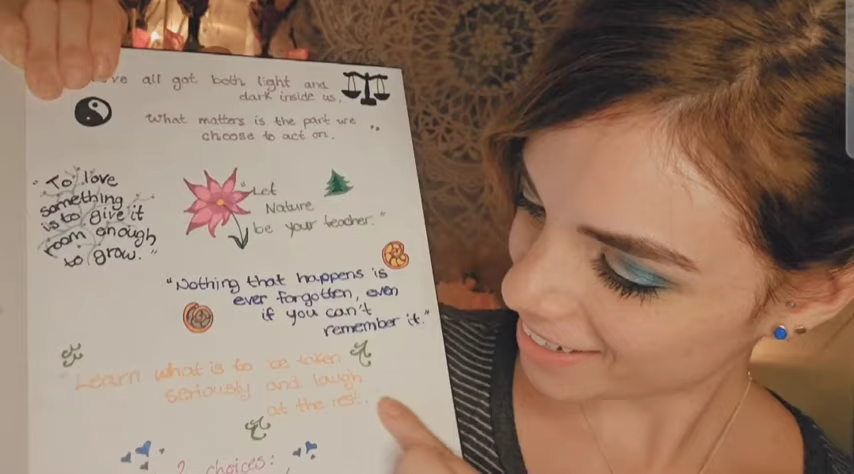 all got both light and
dark inside us.
What matters is the part we
choose to act on.
"To love
something
is to give it
room enough
to grow."
"Let
Nature
be your teacher."
"Nothing that happens is
ever forgotten, even
if you can't
remember it."
Learn what is to be taken
seriously and laugh
at the rest.
2 choices: